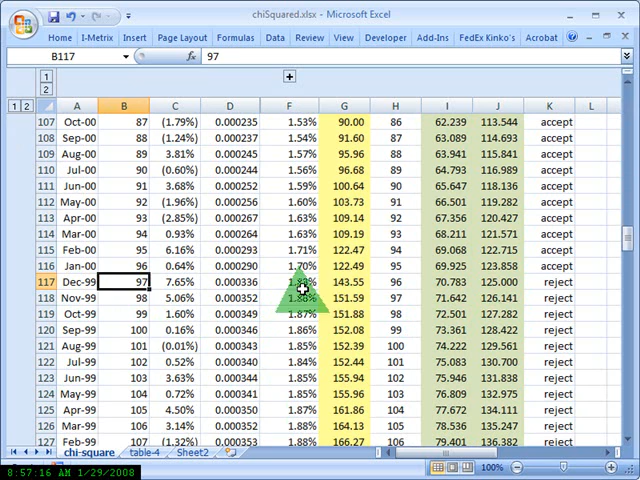 chiSquared.xlsx - Microsoft Excel
Home I-Metrix Insert Page Layout Formulas Data Review Developer Add-Ins FedEx Kinko's Acrobat
B117 fx 97
1
2
1 2 A B C D F G H I J K L
107 Oct-00 87 (1.79%) 0.000235 1.53% 90.00 86 62.239 113.544 accept
108 Sep-00 88 (1.24%) 0.000237 1.54% 91.60 87 63.089 114.693 accept
109 Aug-00 89 3.81% 0.000245 1.57% 95.96 88 63.941 115.841 accept
110 Jul-00 90 (0.60%) 0.000244 1.56% 96.68 89 64.793 116.989 accept
111 Jun-00 91 3.68% 0.000252 1.59% 100.64 90 65.647 118.136 accept
112 May-00 92 (1.96%) 0.000256 1.60% 103.73 91 66.501 119.282 accept
113 Apr-00 93 (2.85%) 0.000267 1.63% 109.14 92 67.356 120.427 accept
114 Mar-00 94 0.93% 0.000265 1.63% 109.19 93 68.211 121.571 accept
115 Feb-00 95 6.16% 0.000293 1.71% 122.47 94 69.068 122.715 accept
116 Jan-00 96 0.64% 0.000290 1.70% 122.49 95 69.925 123.858 accept
117 Dec-99 97 7.65% 0.000336 143.55 96 70.783 125.000 reject
118 Nov-99 98 5.06% 0.000352 1.88% 151.59 97 71.642 126.141 reject
119 Oct-99 99 1.60% 0.000349 1.87% 151.88 98 72.501 127.282 reject
120 Sep-99 100 0.16% 0.000346 1.86% 152.08 99 73.361 128.422 reject
121 Aug-99 101 (0.01%) 0.000343 1.85% 152.39 100 74.222 129.561 reject
122 Jul-99 102 0.52% 0.000340 1.84% 152.44 101 75.083 130.700 reject
123 Jun-99 103 3.63% 0.000344 1.85% 155.94 102 75.946 131.838 reject
124 May-99 104 0.72% 0.000341 1.85% 155.95 103 76.809 132.975 reject
125 Apr-99 105 4.50% 0.000350 1.87% 161.86 104 77.672 134.111 reject
126 Mar-99 106 3.12% 0.000351 1.88% 164.13 105 78.536 135.247 reject
127 Feb-99 107 (1.32%) 0.000353 1.88% 166.27 106 79.401 136.382 reject
chi-square table-4 Sheet2
100%
8:57:16 AM 1/29/2008